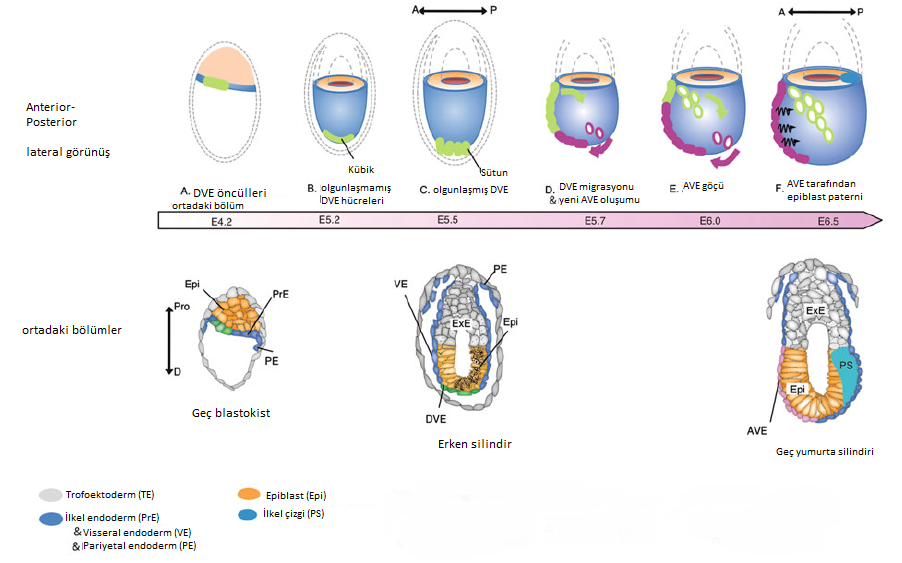 A P
A P
Anterior-
Posterior
lateral görünüş
Kübik
Sütun
A. DVE öncülleri
ortadaki bölüm
B. olgunlaşmamış
DVE hücreleri
C. olgunlaşmış DVE
D. DVE migrasyonu
& yeni AVE oluşumu
E. AVE göçü
F. AVE tarafından
epiblast paterni
E4.2 E5.2 E5.5 E5.7 E6.0 E6.5
ortadaki bölümler
Pro
D
Epi
PrE
PE
Geç blastokist
VE
PE
ExE
Epi
DVE
Erken silindir
ExE
PS
Epi
AVE
Geç yumurta silindiri
Trofoektoderm (TE)
İlkel endoderm (PrE)
& Visseral endoderm (VE)
& Pariyetal endoderm (PE)
Epiblast (Epi)
İlkel çizgi (PS)